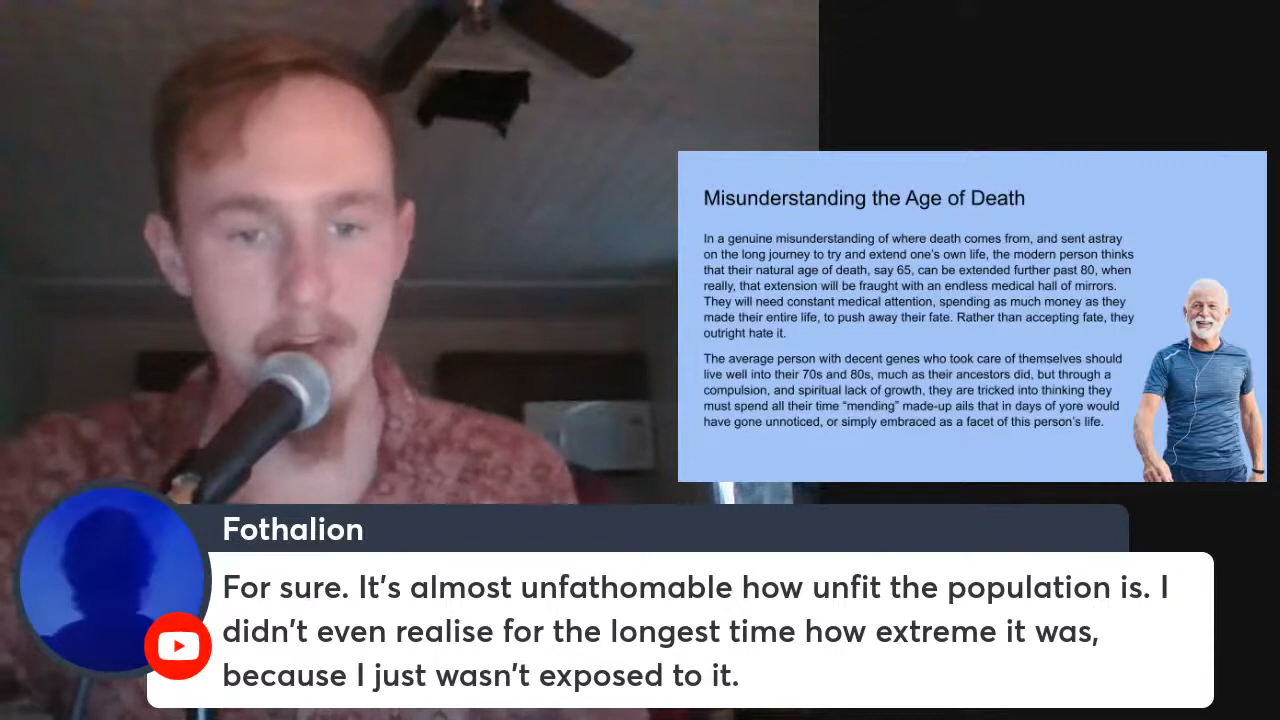 Misunderstanding the Age of Death
In a genuine misunderstanding of where death comes from, and sent astray
on the long journey to try and extend one's own life, the modern person thinks
that their natural age of death, say 65, can be extended further past 80, when
really, that extension will be fraught with an endless medical hall of mirrors.
They will need constant medical attention, spending as much money as they
made their entire life, to push away their fate. Rather than accepting fate, they
outright hate it.
The average person with decent genes who took care of themselves should
live well into their 70s and 80s, much as their ancestors did, but through a
compulsion, and spiritual lack of growth, they are tricked into thinking they
must spend all their time “mending” made-up ails that in days of yore would
have gone unnoticed, or simply embraced as a facet of this person's life.
Fothalion
For sure. It's almost unfathomable how unfit the population is. I
didn't even realise for the longest time how extreme it was,
because I just wasn't exposed to it.